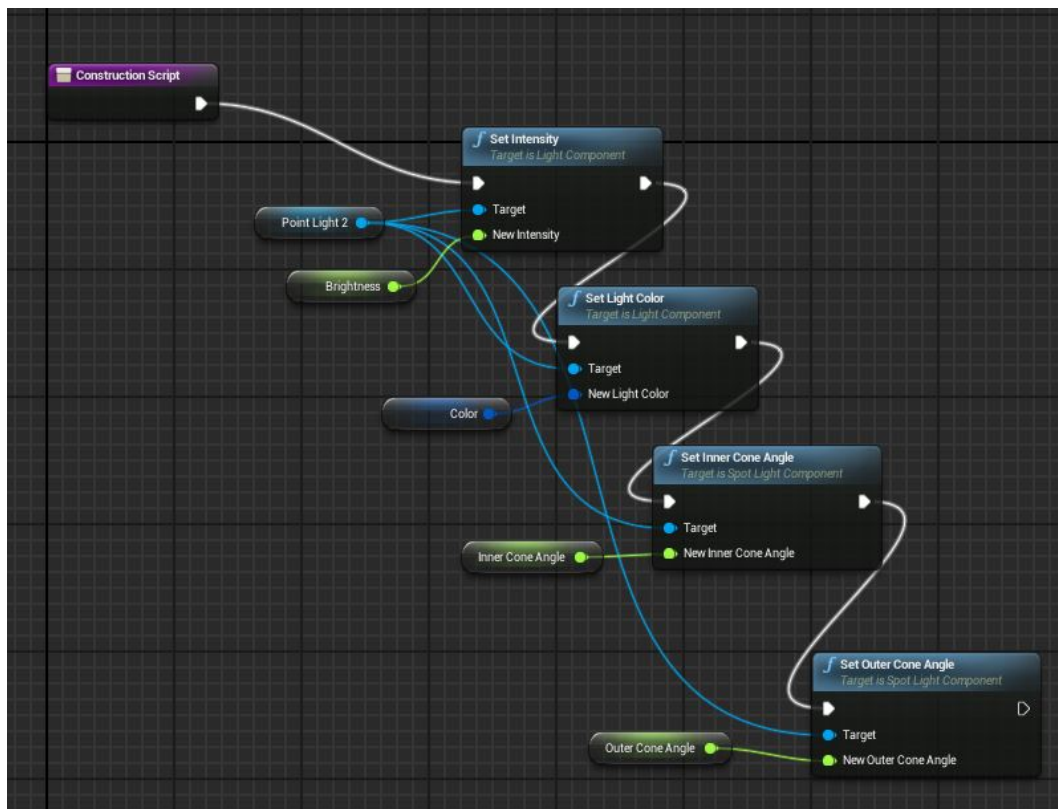 Construction Script
Set Intensity
Target is Light Component
Target
New Intensity
Point Light 2
Brightness
Set Light Color
Target is Light Component
Target
New Light Color
Color
Set Inner Cone Angle
Target is Spot Light Component
Target
New Inner Cone Angle
Inner Cone Angle
Set Outer Cone Angle
Target is Spot Light Component
Target
New Outer Cone Angle
Outer Cone Angle